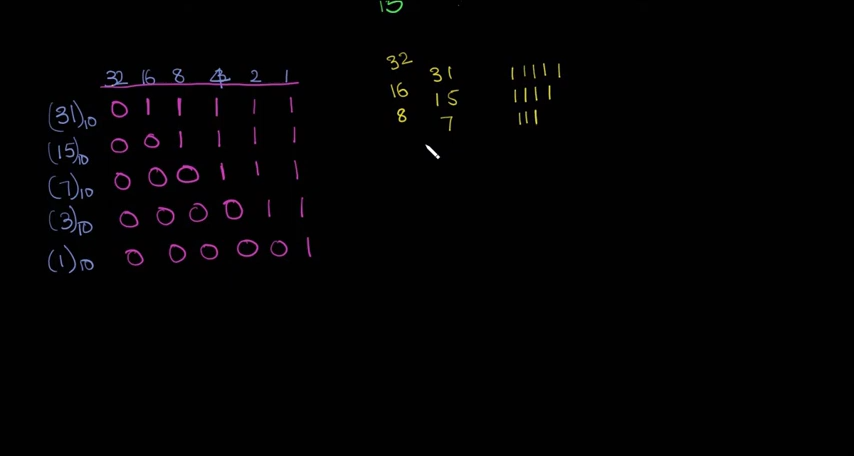 15
32 16 8 4 2 1
(31)10 0 1 1 1 1 1
(15)10 0 0 1 1 1 1
(7)10 0 0 0 1 1 1
(3)10 0 0 0 0 1 1
(1)10 0 0 0 0 0 1
32 31 11111
16 15 1111
8 7 111